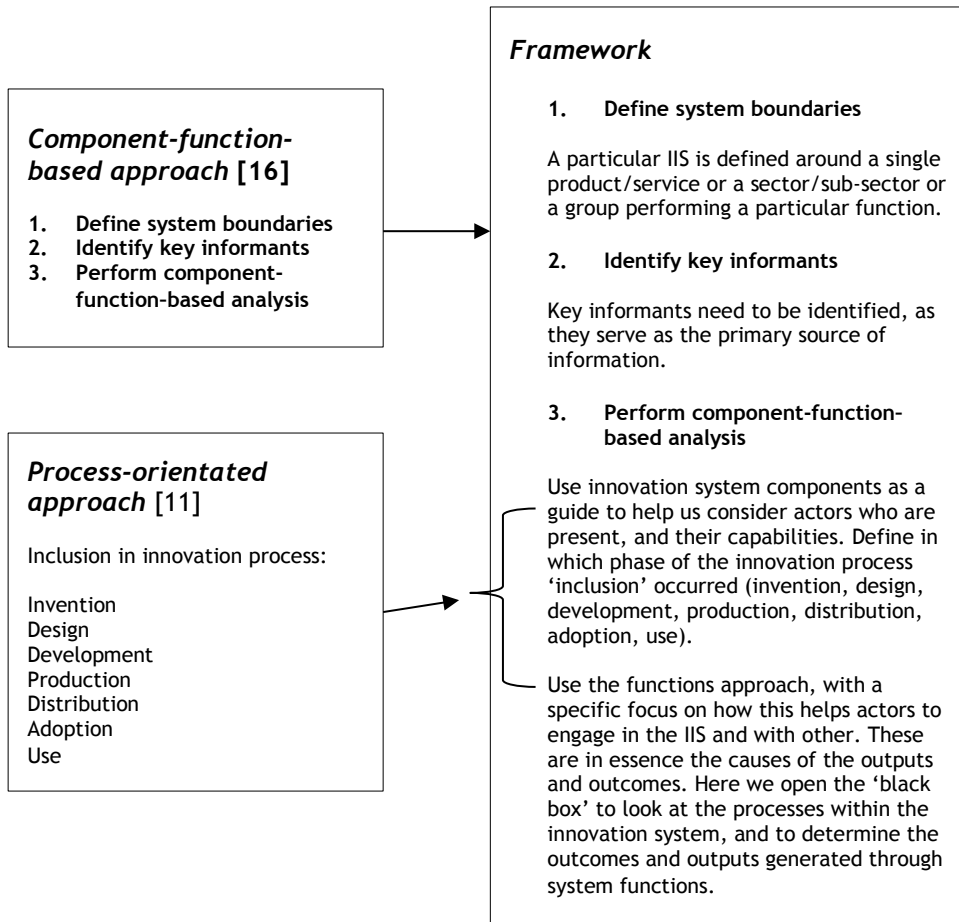 Component-function-
based approach [16]
1. Define system boundaries
2. Identify key informants
3. Perform component-
function-based analysis
Process-orientated
approach [11]
Inclusion in innovation process:
Invention
Design
Development
Production
Distribution
Adoption
Use
Framework
1. Define system boundaries
A particular IIS is defined around a single
product/service or a sector/sub-sector or
a group performing a particular function.
2. Identify key informants
Key informants need to be identified, as
they serve as the primary source of
information.
3. Perform component-function-
based analysis
Use innovation system components as a
guide to help us consider actors who are
present, and their capabilities. Define in
which phase of the innovation process
‘inclusion’ occurred (invention, design,
development, production, distribution,
adoption, use).
Use the functions approach, with a
specific focus on how this helps actors to
engage in the IIS and with other. These
are in essence the causes of the outputs
and outcomes. Here we open the ‘black
box’ to look at the processes within the
innovation system, and to determine the
outcomes and outputs generated through
system functions.